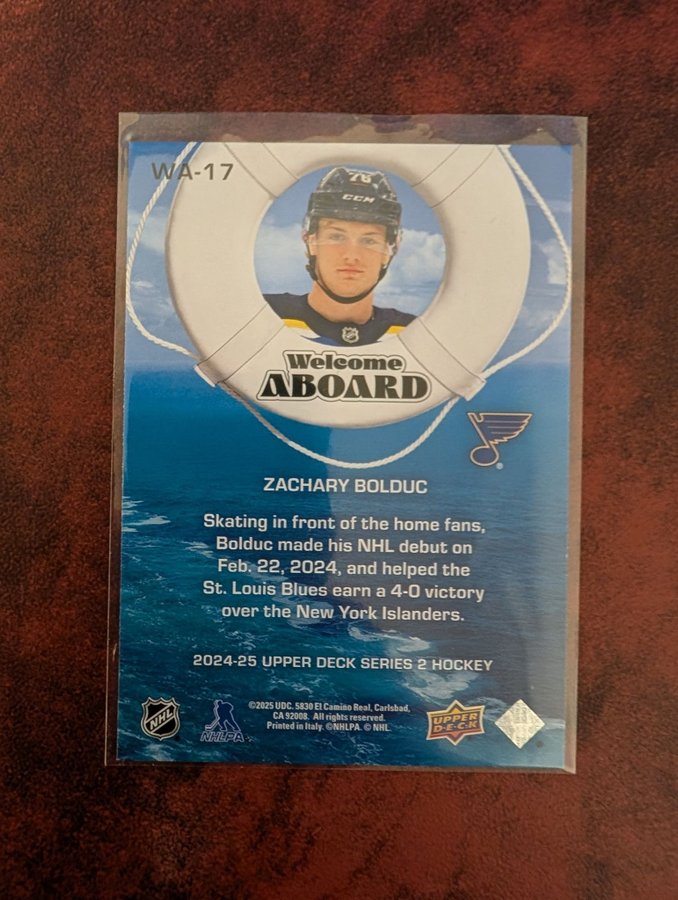 WA-17
76
CCM
Welcome
ABOARD
ZACHARY BOLDUC
Skating in front of the home fans,
Bolduc made his NHL debut on
Feb. 22, 2024, and helped the
St. Louis Blues earn a 4-0 victory
over the New York Islanders.
2024-25 UPPER DECK SERIES 2 HOCKEY
©2025 UDC. 5830 El Camino Real, Carlsbad,
CA 92008. All rights reserved.
Printed in Italy. ©NHLPA. © NHL.
NHL
NHLPA
UPPER
DECK
®